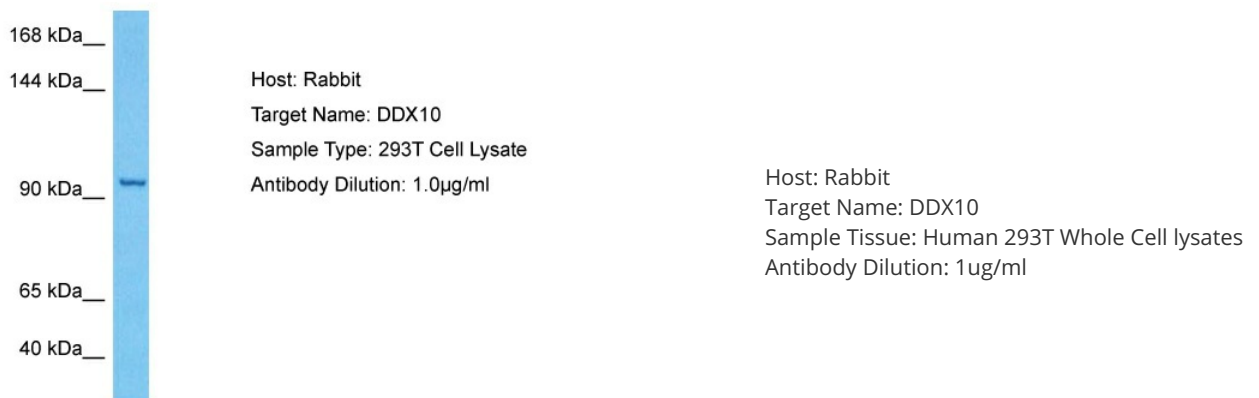 168 kDa__
144 kDa__
90 kDa__
65 kDa__
40 kDa__
Host: Rabbit
Target Name: DDX10
Sample Type: 293T Cell Lysate
Antibody Dilution: 1.0µg/ml
Host: Rabbit
Target Name: DDX10
Sample Tissue: Human 293T Whole Cell lysates
Antibody Dilution: 1ug/ml